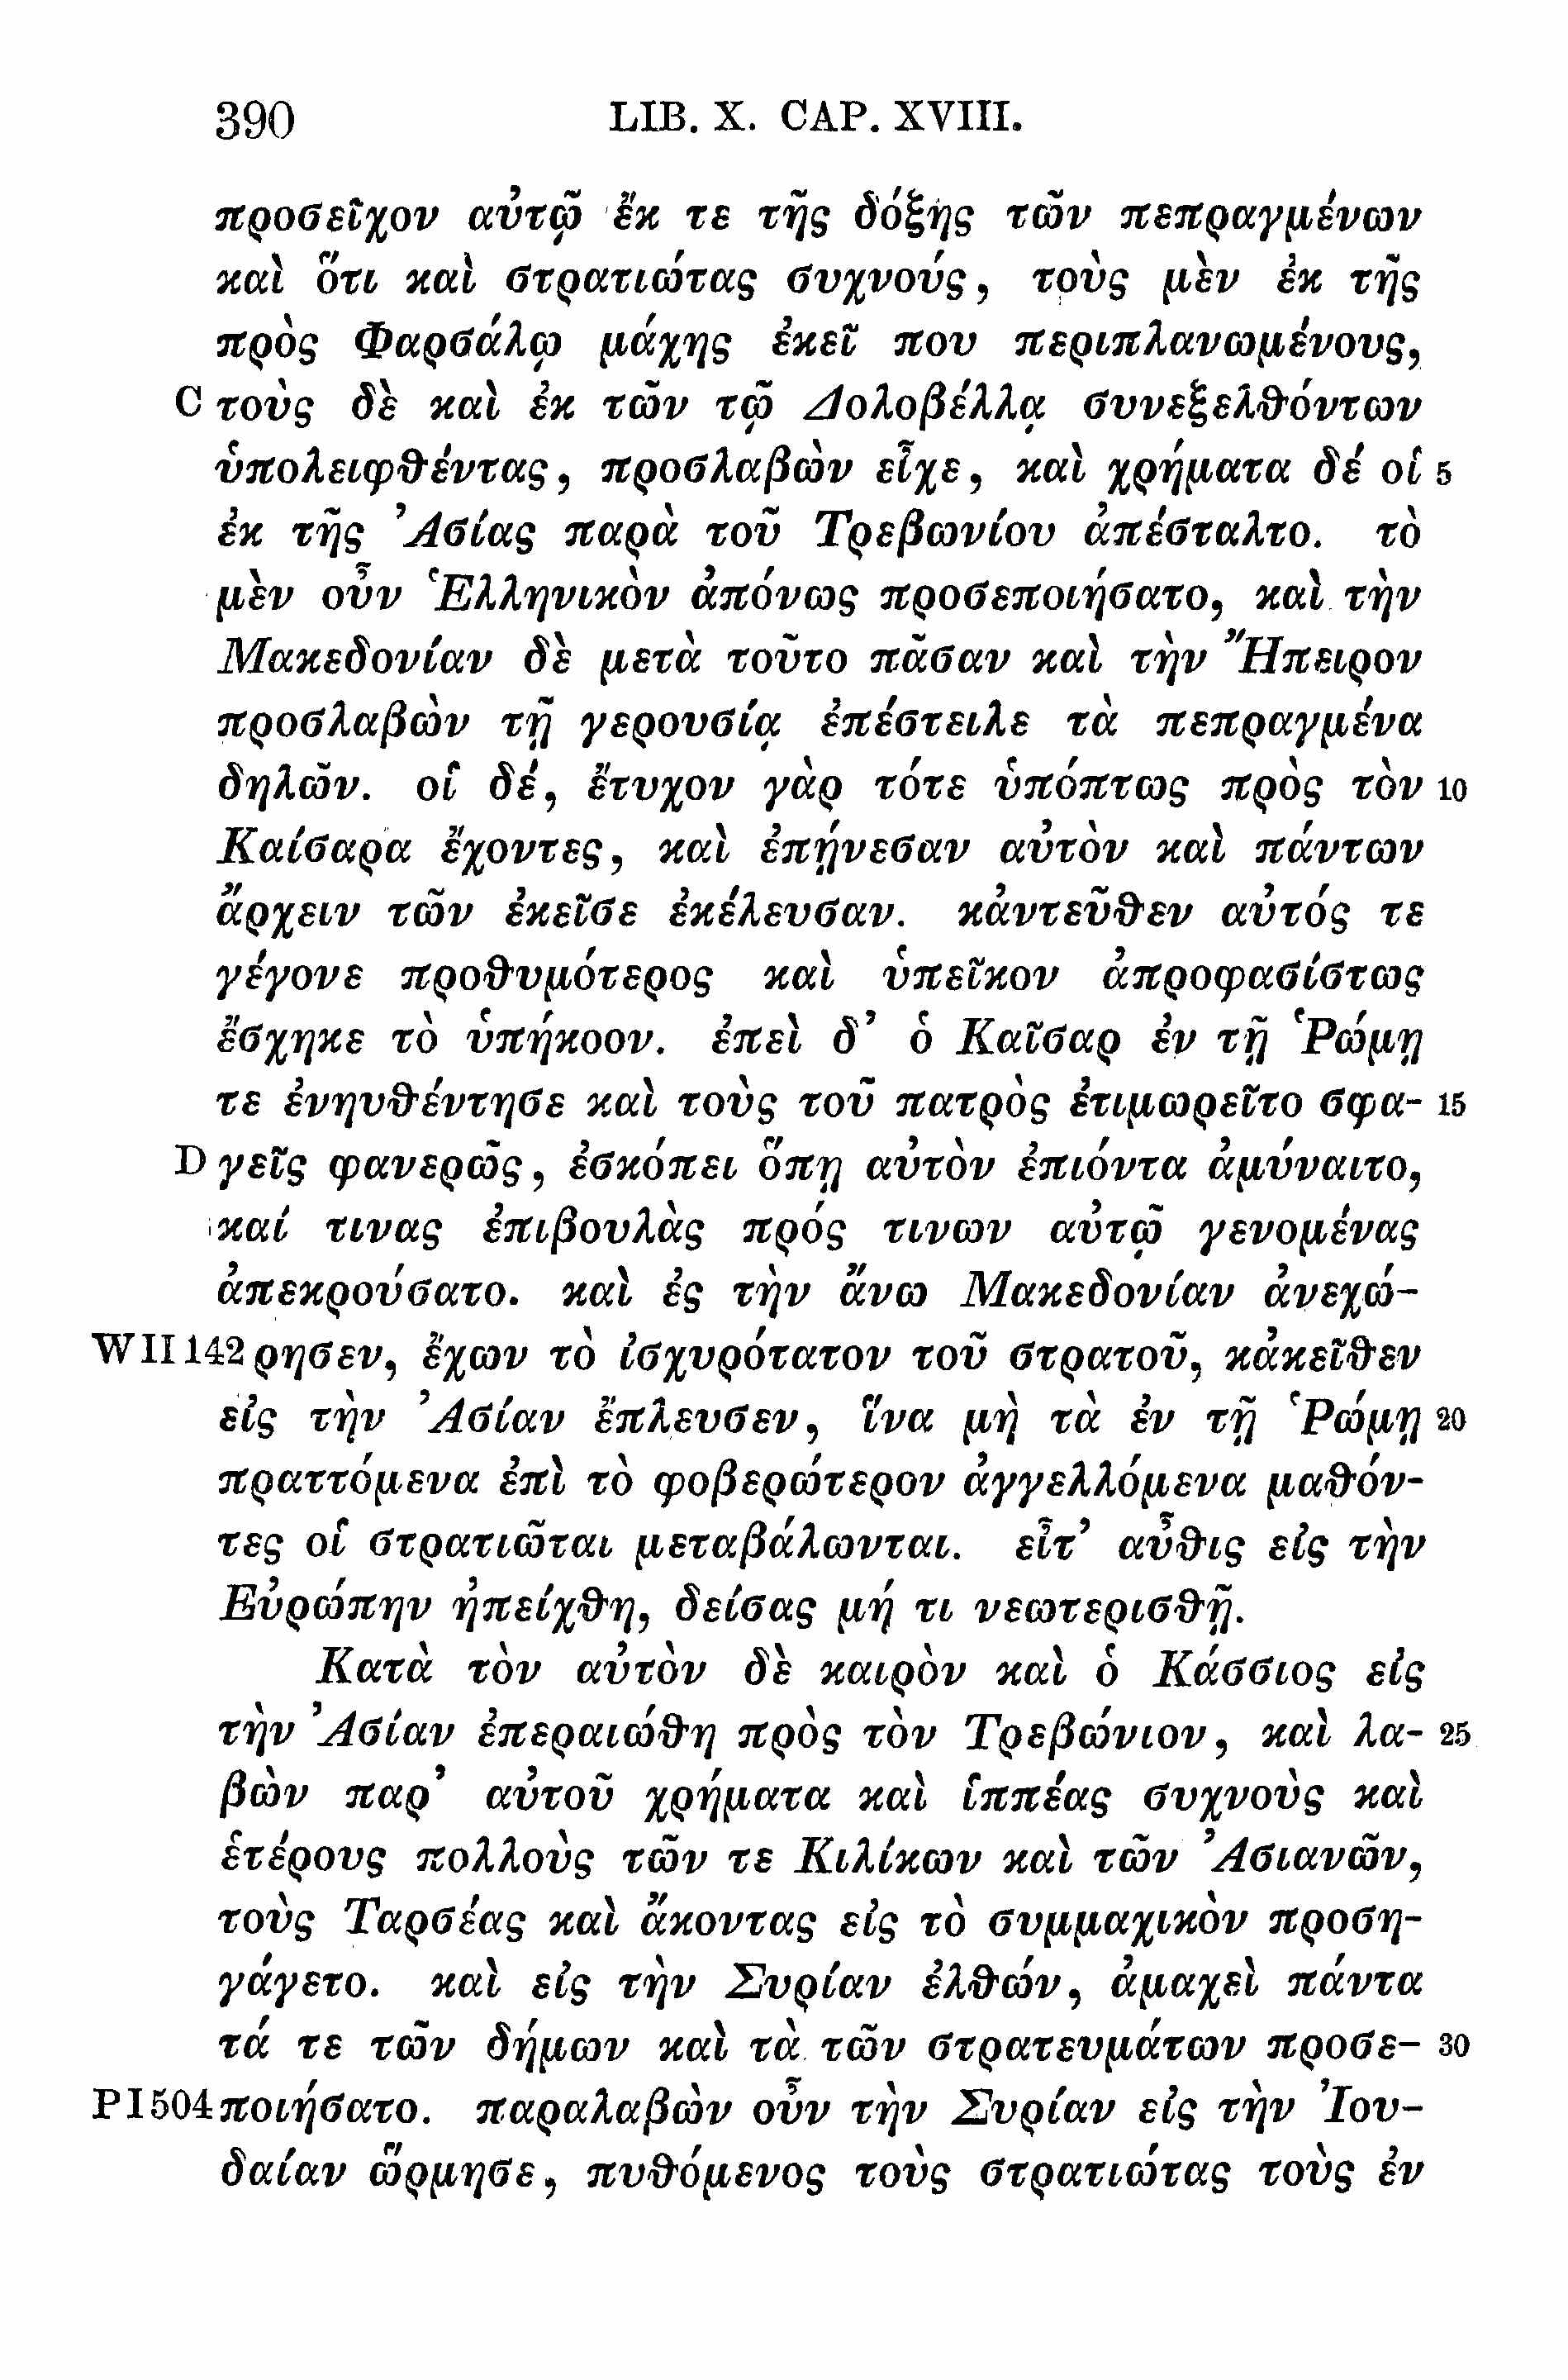 390 LIB. X. CAP. XVIII.
προσεῖχον αὐτῷ ἔκ τε τῆς δόξης τῶν πεπραγμένων
καὶ ὅτι καὶ στρατιώτας συχνούς, τοὺς μὲν ἐκ τῆς
πρὸς Φαρσάλῳ μάχης ἐκεῖ που περιπλανωμένους,
C τοὺς δὲ καὶ ἐκ τῶν τῷ Δολοβέλλᾳ συνεξελθόντων
ὑπολειφθέντας, προσλαβὼν εἶχε, καὶ χρήματα δέ οἱ 5
ἐκ τῆς Ἀσίας παρὰ τοῦ Τρεβωνίου ἀπέσταλτο. τὸ
μὲν οὖν Ἑλληνικὸν ἀπόνως προσεποιήσατο, καὶ τὴν
Μακεδονίαν δὲ μετὰ τοῦτο πᾶσαν καὶ τὴν Ἤπειρον
προσλαβὼν τῇ γερουσίᾳ ἐπέστειλε τὰ πεπραγμένα
δηλῶν. οἱ δέ, ἔτυχον γὰρ τότε ὑπόπτως πρὸς τὸν 10
Καίσαρα ἔχοντες, καὶ ἐπῄνεσαν αὐτὸν καὶ πάντων
ἄρχειν τῶν ἐκεῖσε ἐκέλευσαν. κἀντεῦθεν αὐτός τε
γέγονε προθυμότερος καὶ ὑπεῖκον ἀπροφασίστως
ἔσχηκε τὸ ὑπήκοον. ἐπεὶ δ’ ὁ Καῖσαρ ἐν τῇ Ῥώμῃ
τε ἐνηυθέντησε καὶ τοὺς τοῦ πατρὸς ἐτιμωρεῖτο σφα- 15
D γεῖς φανερῶς, ἐσκόπει ὅπῃ αὐτὸν ἐπιόντα ἀμύναιτο,
καί τινας ἐπιβουλὰς πρός τινων αὐτῷ γενομένας
ἀπεκρούσατο. καὶ ἐς τὴν ἄνω Μακεδονίαν ἀνεχώ-
W II 142 ρησεν, ἔχων τὸ ἰσχυρότατον τοῦ στρατοῦ, κἀκεῖθεν
εἰς τὴν Ἀσίαν ἔπλευσεν, ἵνα μὴ τὰ ἐν τῇ Ῥώμῃ 20
πραττόμενα ἐπὶ τὸ φοβερώτερον ἀγγελλόμενα μαθόν-
τες οἱ στρατιῶται μεταβάλωνται. εἶτ’ αὖθις εἰς τὴν
Εὐρώπην ἠπείχθη, δείσας μή τι νεωτερισθῇ.
Κατὰ τὸν αὐτὸν δὲ καιρὸν καὶ ὁ Κάσσιος εἰς
τὴν Ἀσίαν ἐπεραιώθη πρὸς τὸν Τρεβώνιον, καὶ λα- 25
βὼν παρ’ αὐτοῦ χρήματα καὶ ἱππέας συχνοὺς καὶ
ἑτέρους πολλοὺς τῶν τε Κιλίκων καὶ τῶν Ἀσιανῶν,
τοὺς Ταρσέας καὶ ἄκοντας εἰς τὸ συμμαχικὸν προση-
γάγετο. καὶ εἰς τὴν Συρίαν ἐλθών, ἀμαχεὶ πάντα
τά τε τῶν δήμων καὶ τὰ τῶν στρατευμάτων προσε- 30
P I 504 ποιήσατο. παραλαβὼν οὖν τὴν Συρίαν εἰς τὴν Ἰου-
δαίαν ὥρμησε, πυθόμενος τοὺς στρατιώτας τοὺς ἐν